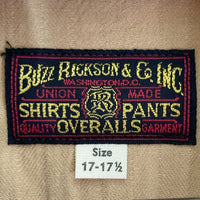 BUZZ RICKSON & CO. INC
WASHINGTON.D.C.
UNION R MADE
SHIRTS PANTS
QUALITY OVERALLS GARMENT
Size
17-17½